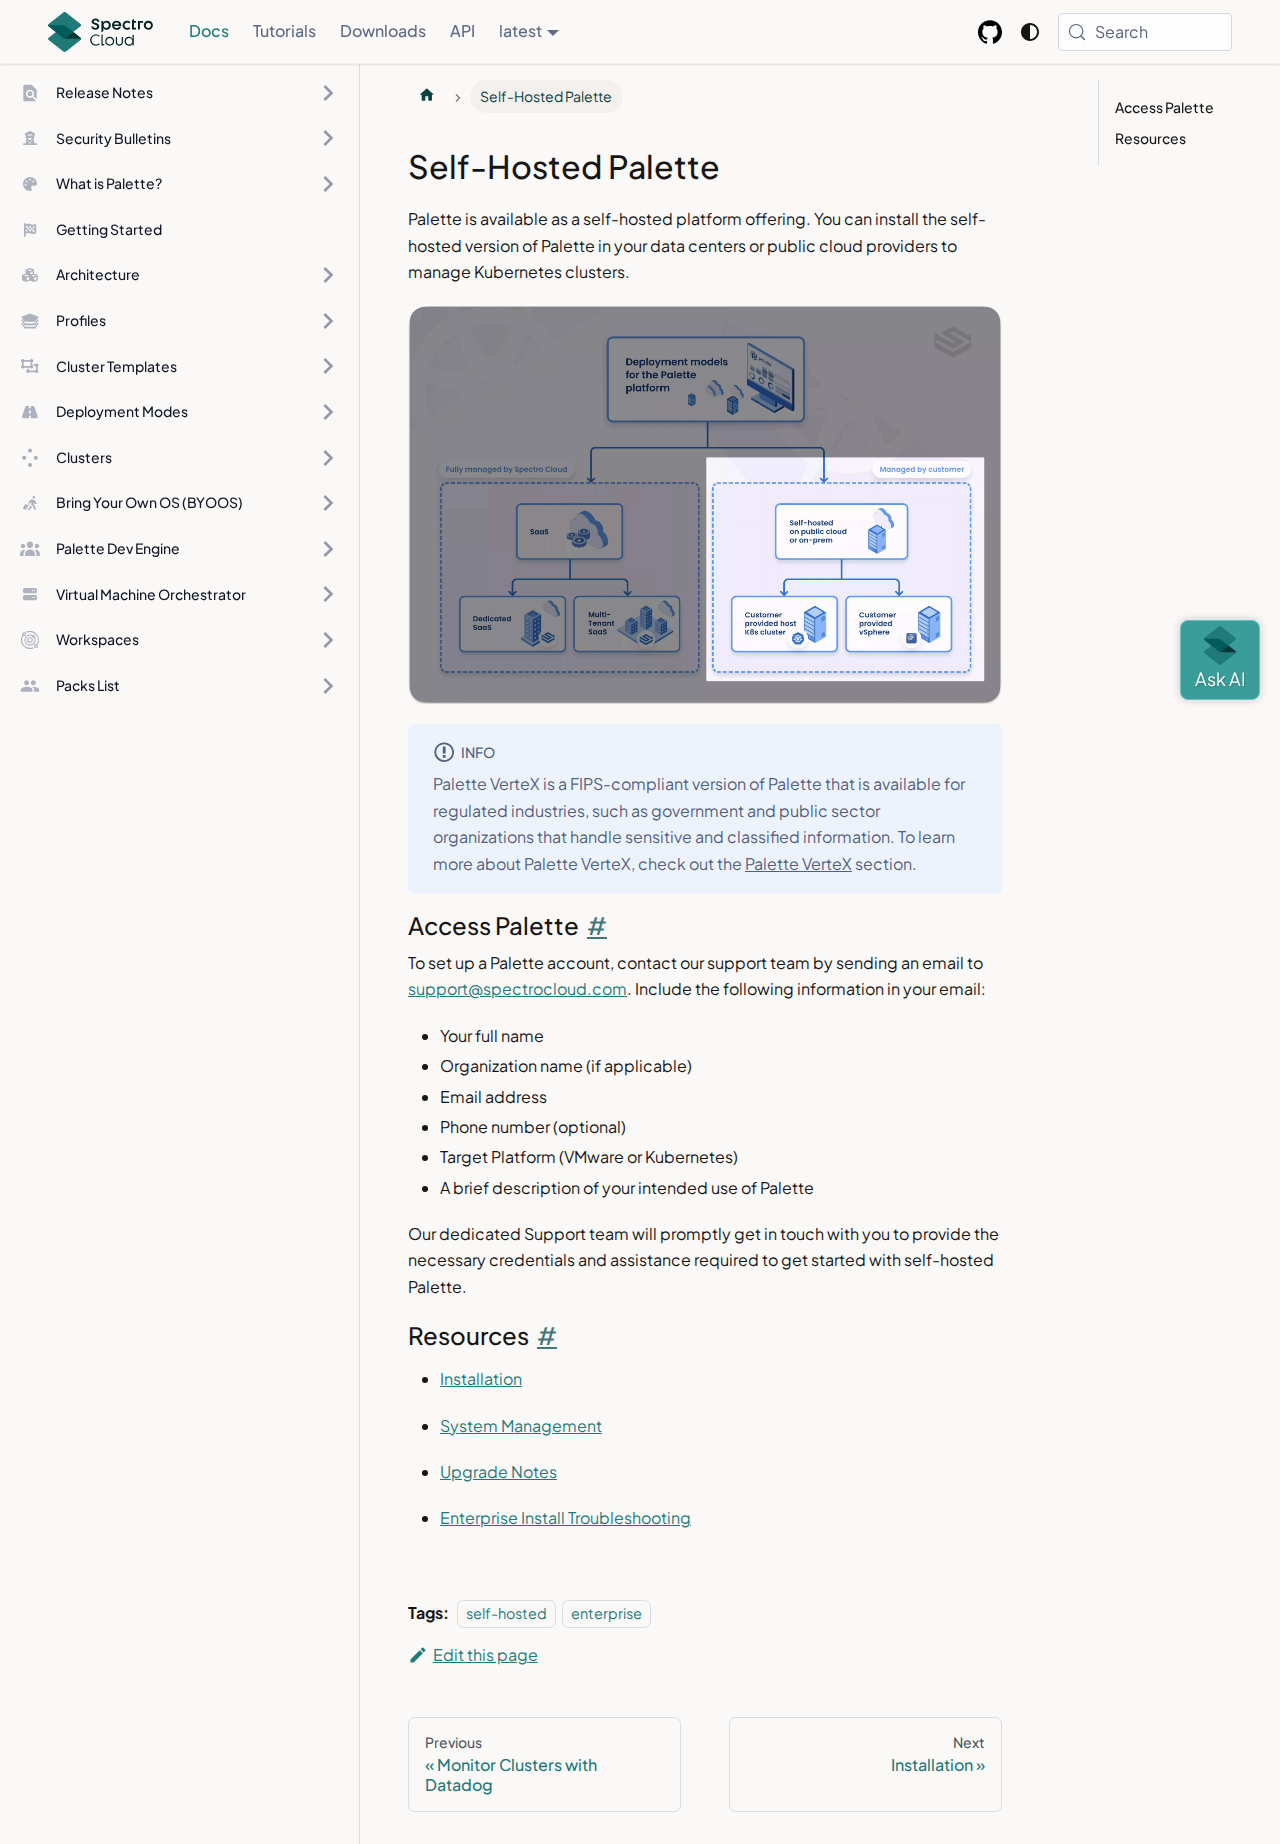 Spectro
Cloud
Docs
Tutorials
Downloads
API
latest
Search
Release Notes
Security Bulletins
What is Palette?
Getting Started
Architecture
Profiles
Cluster Templates
Deployment Modes
Clusters
Bring Your Own OS (BYOOS)
Palette Dev Engine
Virtual Machine Orchestrator
Workspaces
Packs List
Self-Hosted Palette
Self-Hosted Palette
Palette is available as a self-hosted platform offering. You can install the self-
hosted version of Palette in your data centers or public cloud providers to
manage Kubernetes clusters.
Deployment models
for the Palette
platform
Fully managed by Spectro Cloud
Managed by customer
SaaS
Self-hosted
on public cloud
or on-prem
Dedicated
SaaS
Multi-
Tenant
SaaS
Customer
provided host
K8s cluster
Customer
provided
vSphere
INFO
Palette VerteX is a FIPS-compliant version of Palette that is available for
regulated industries, such as government and public sector
organizations that handle sensitive and classified information. To learn
more about Palette VerteX, check out the Palette VerteX section.
Access Palette #
To set up a Palette account, contact our support team by sending an email to
support@spectrocloud.com. Include the following information in your email:
Your full name
Organization name (if applicable)
Email address
Phone number (optional)
Target Platform (VMware or Kubernetes)
A brief description of your intended use of Palette
Our dedicated Support team will promptly get in touch with you to provide the
necessary credentials and assistance required to get started with self-hosted
Palette.
Resources #
Installation
System Management
Upgrade Notes
Enterprise Install Troubleshooting
Tags: self-hosted enterprise
Edit this page
Previous
« Monitor Clusters with
Datadog
Next
Installation »
Access Palette
Resources
Ask AI